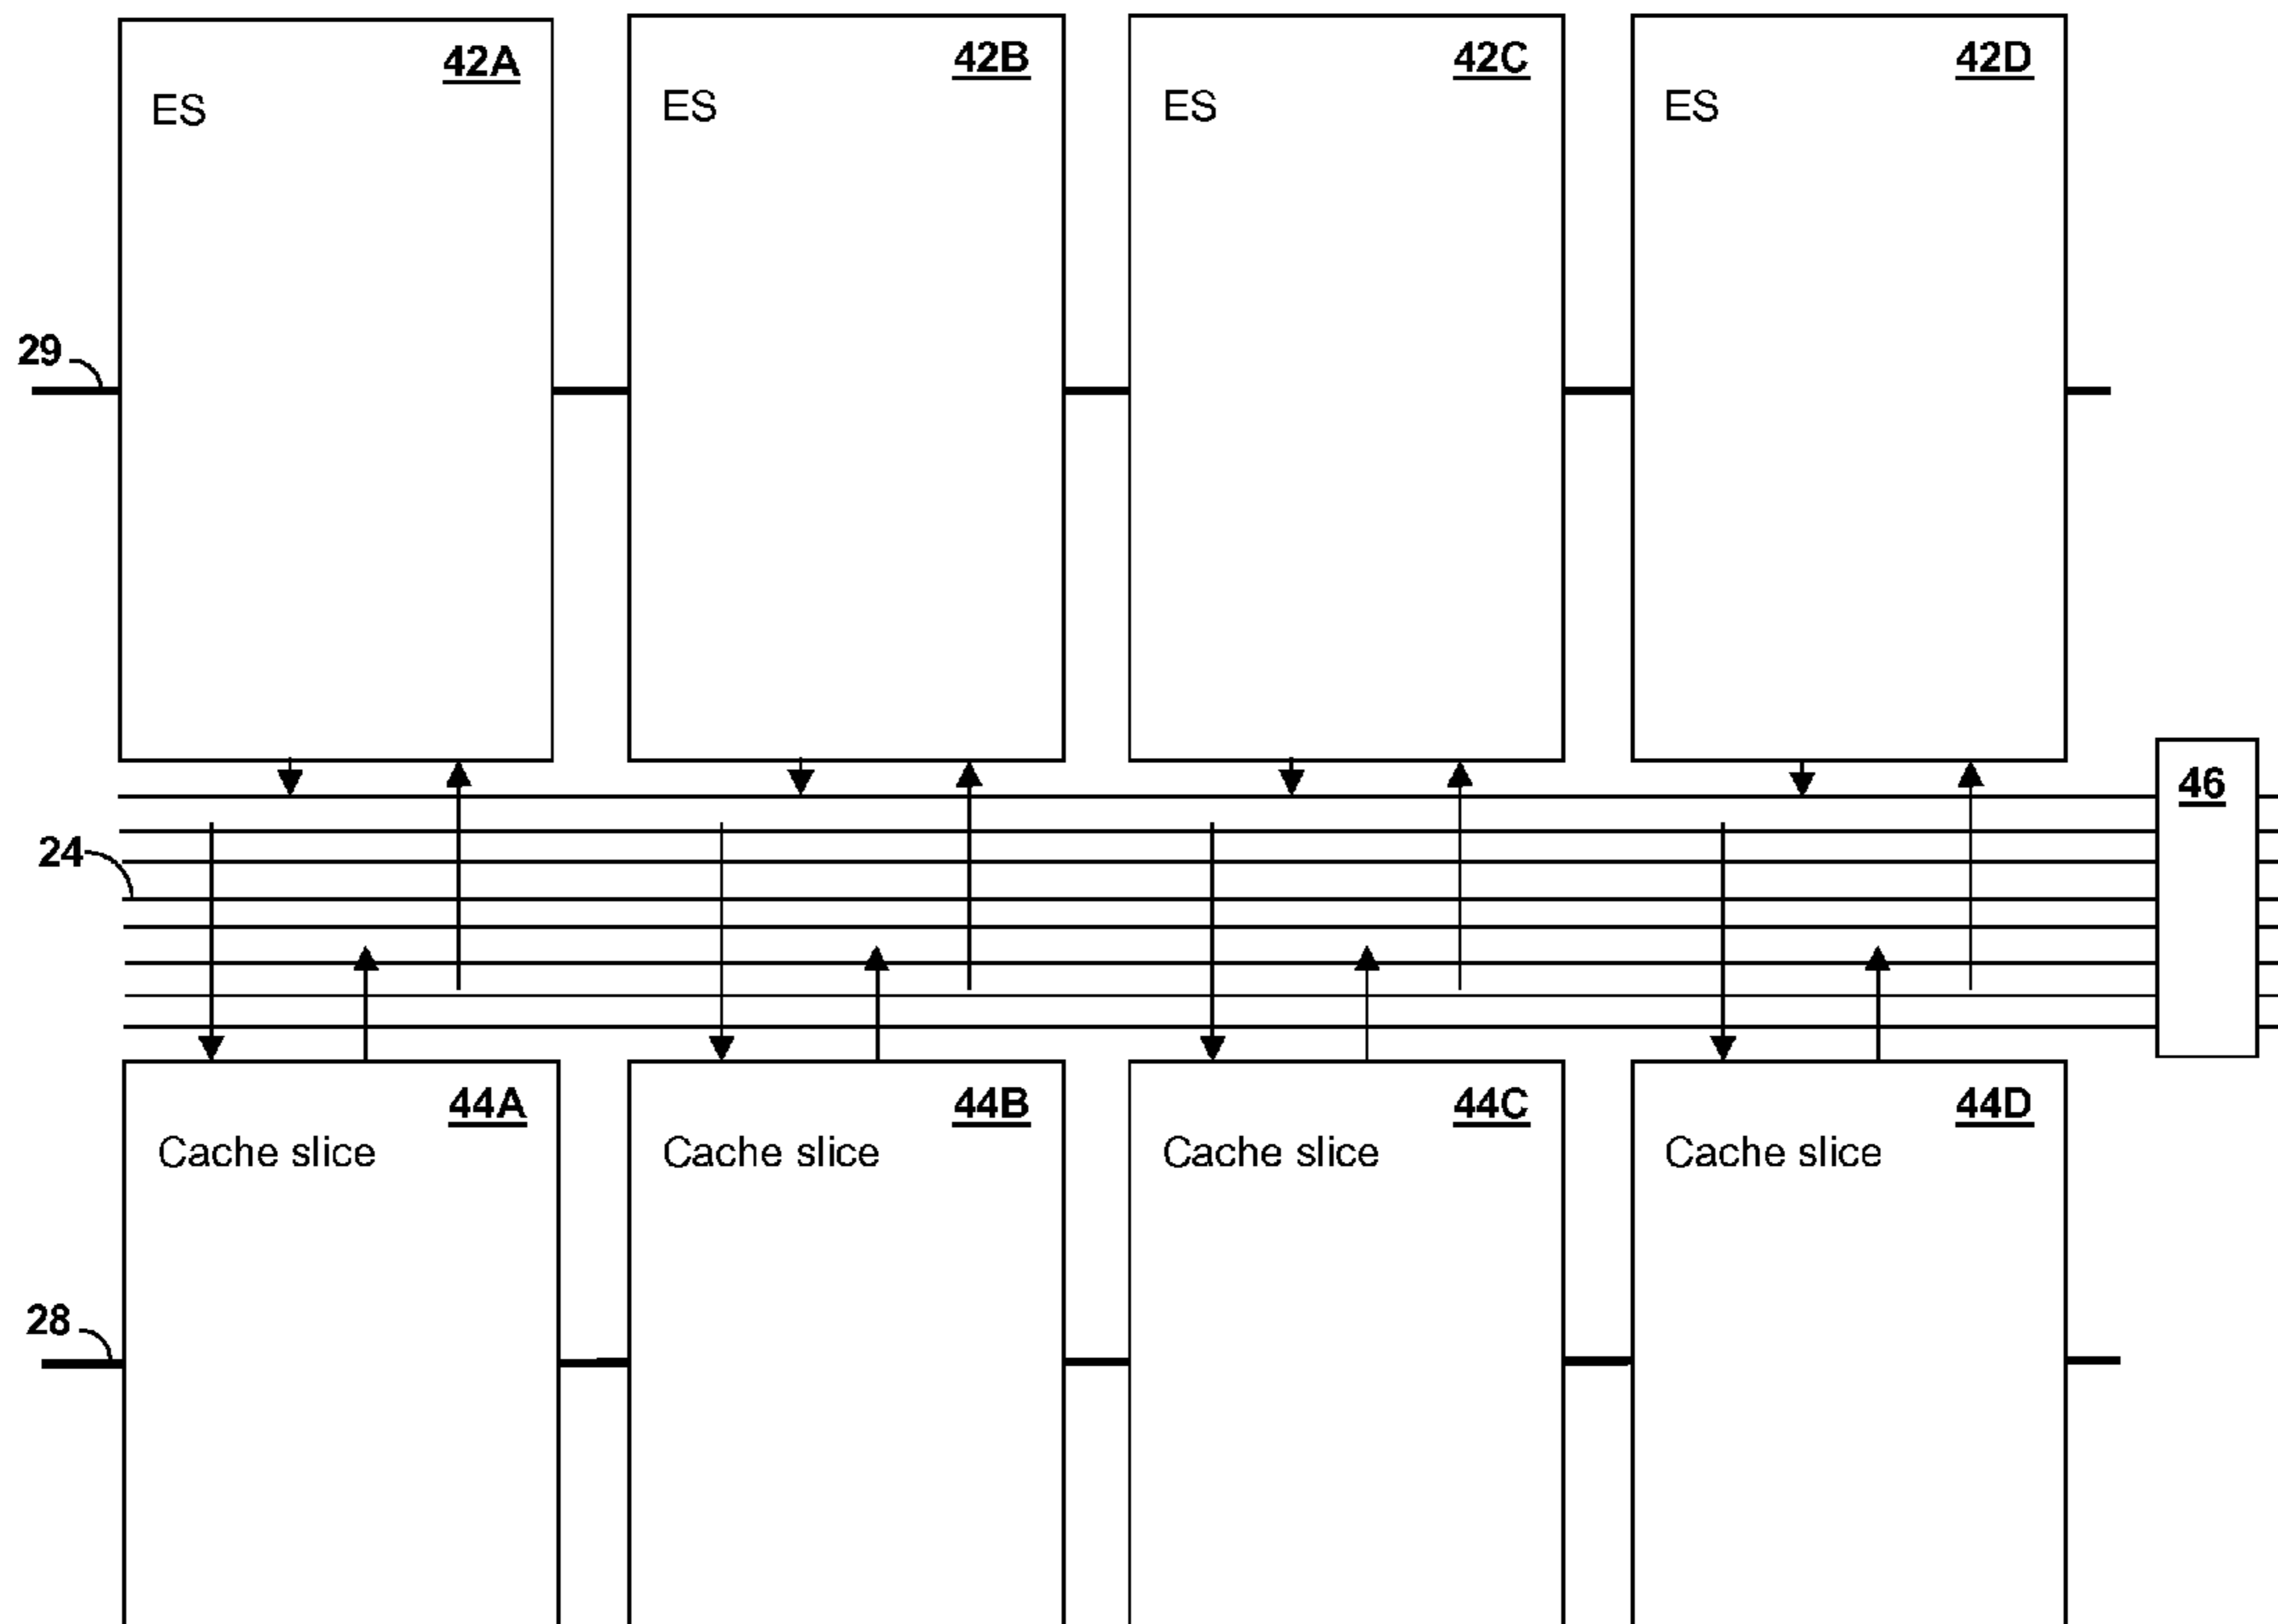 42A
ES
42B
ES
42C
ES
42D
ES
29
46
24
44A
Cache slice
44B
Cache slice
44C
Cache slice
44D
Cache slice
28